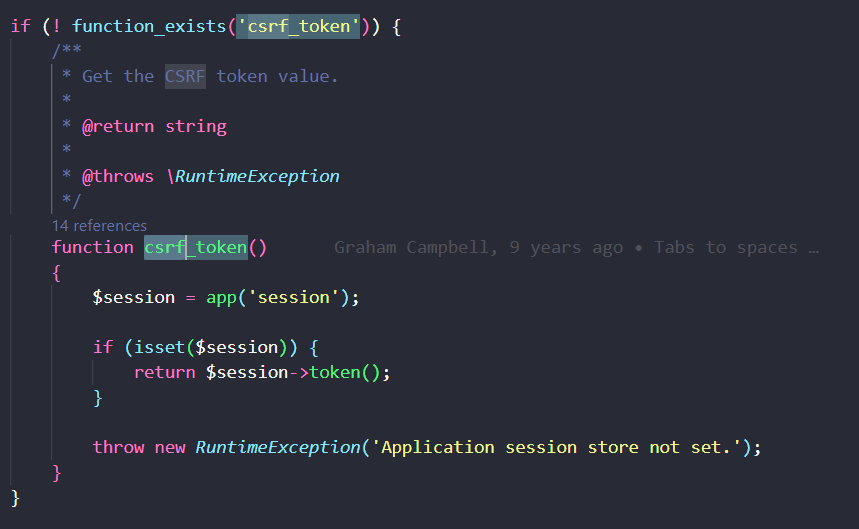 if (! function_exists('csrf_token')) {
/**
* Get the CSRF token value.
*
* @return string
*
* @throws \RuntimeException
*/
14 references
function csrf_token() Graham Campbell, 9 years ago • Tabs to spaces …
{
$session = app('session');
if (isset($session)) {
return $session->token();
}
throw new RuntimeException('Application session store not set.');
}
}